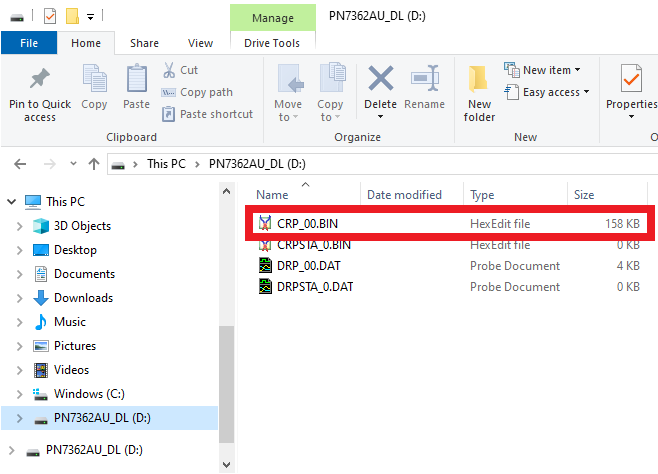 Manage
PN7362AU_DL (D:)
File
Home
Share
View
Drive Tools
Pin to Quick
access
Copy
Paste
Cut
Copy path
Paste shortcut
Clipboard
Move
to
Copy
to
Delete
Rename
Organize
New
folder
New item
Easy access
New
Properties
O
This PC
PN7362AU_DL (D:)
This PC
3D Objects
Desktop
Documents
Downloads
Music
Pictures
Videos
Windows (C:)
PN7362AU_DL (D:)
PN7362AU_DL (D:)
Name Date modified Type Size
CRP_00.BIN HexEdit file 158 KB
CRPSTA_0.BIN HexEdit file 0 KB
DRP_00.DAT Probe Document 4 KB
DRPSTA_0.DAT Probe Document 0 KB